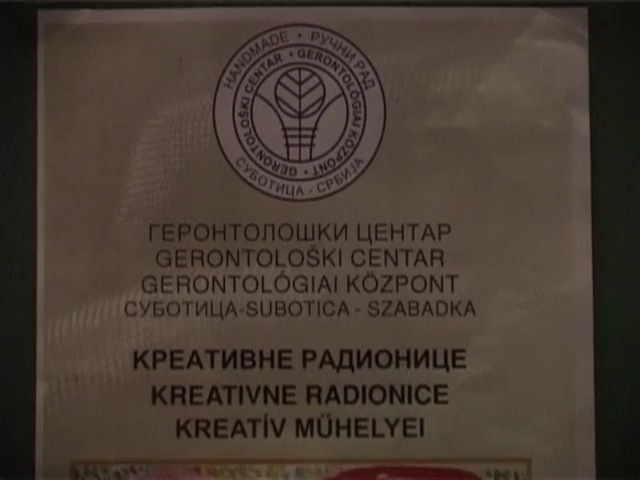 HANDMADE • РУЧНИ РАД
GERONTOLOŠKI CENTAR • GERONTOLÓGIAI KÖZPONT •
СУБОТИЦА - СРБИЈА
ГЕРОНТОЛОШКИ ЦЕНТАР
GERONTOLOŠKI CENTAR
GERONTOLÓGIAI KÖZPONT
СУБОТИЦА-SUBOTICA - SZABADKA
КРЕАТИВНЕ РАДИОНИЦЕ
KREATIVNE RADIONICE
KREATÍV MŰHELYEI